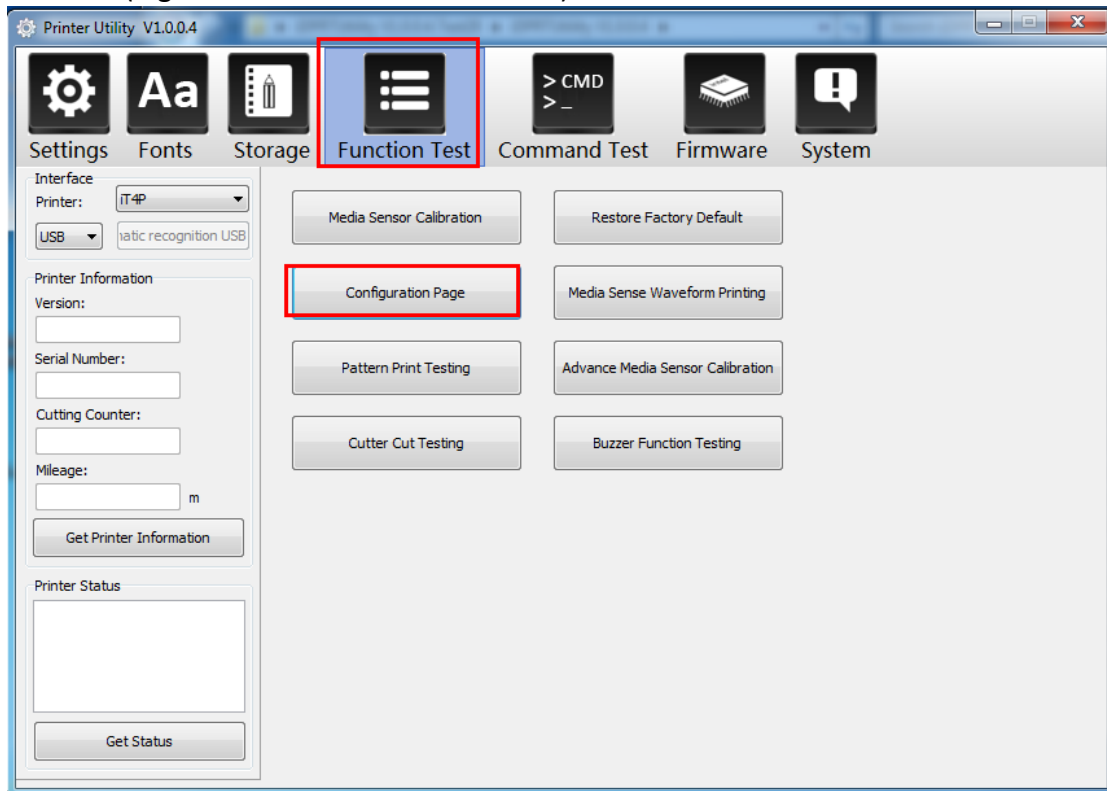 Printer Utility V1.0.0.4
Aa
> CMD
>_
Settings Fonts Storage Function Test Command Test Firmware System
Interface
Printer: iT4P
USB natic recognition USB
Printer Information
Version:
Serial Number:
Cutting Counter:
Mileage:
m
Get Printer Information
Printer Status
Get Status
Media Sensor Calibration Restore Factory Default
Configuration Page Media Sense Waveform Printing
Pattern Print Testing Advance Media Sensor Calibration
Cutter Cut Testing Buzzer Function Testing